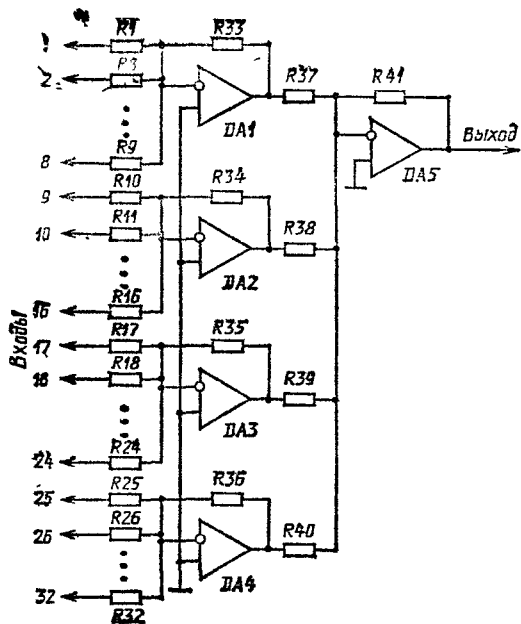 1 R1 R33
2 R3 R37 R41
DA1
8 R9 Выход
9 R10 R34 DA5
10 R11 R38
DA2
16 R16
17 R17 R35
18 R18 R39
DA3
24 R24
25 R25 R36
26 R26 R40
DA4
32 R32
Входы